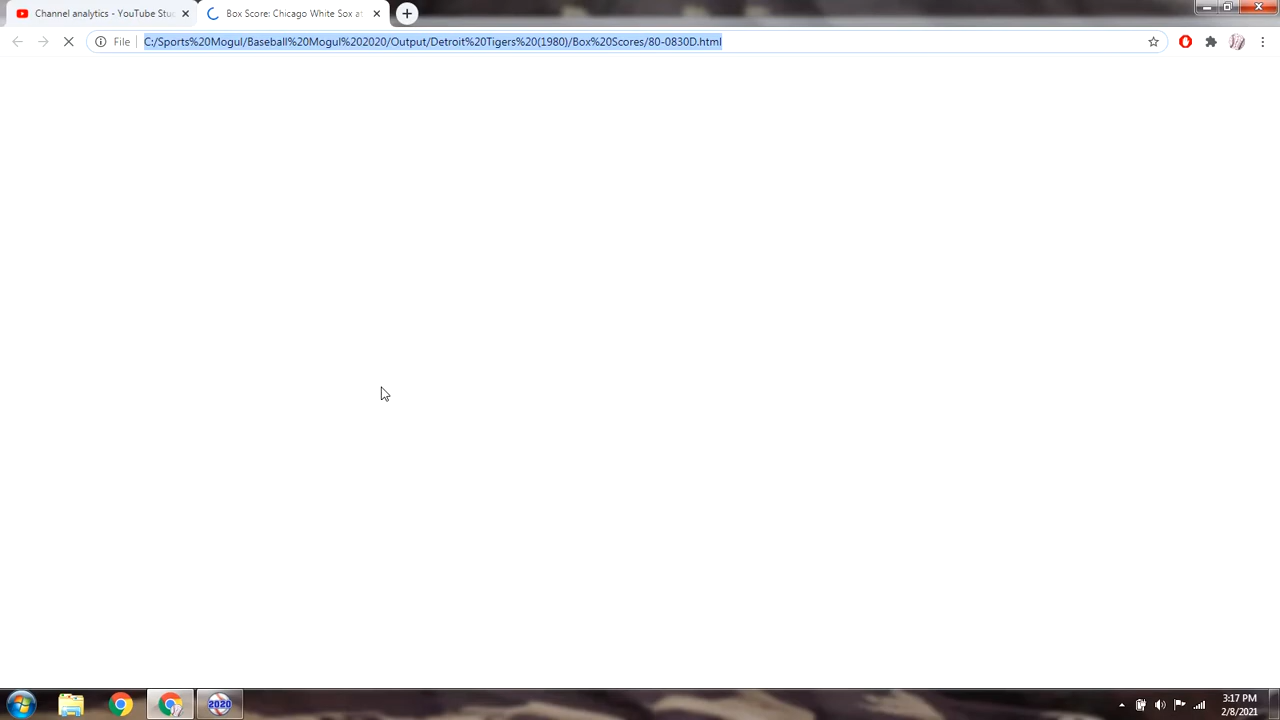 Channel analytics - YouTube Stu
Box Score: Chicago White Sox at
File
C:/Sports%20Mogul/Baseball%20Mogul%202020/Output/Detroit%20Tigers%20(1980)/Box%20Scores/80-0830D.html
2020
3:17 PM
2/8/2021